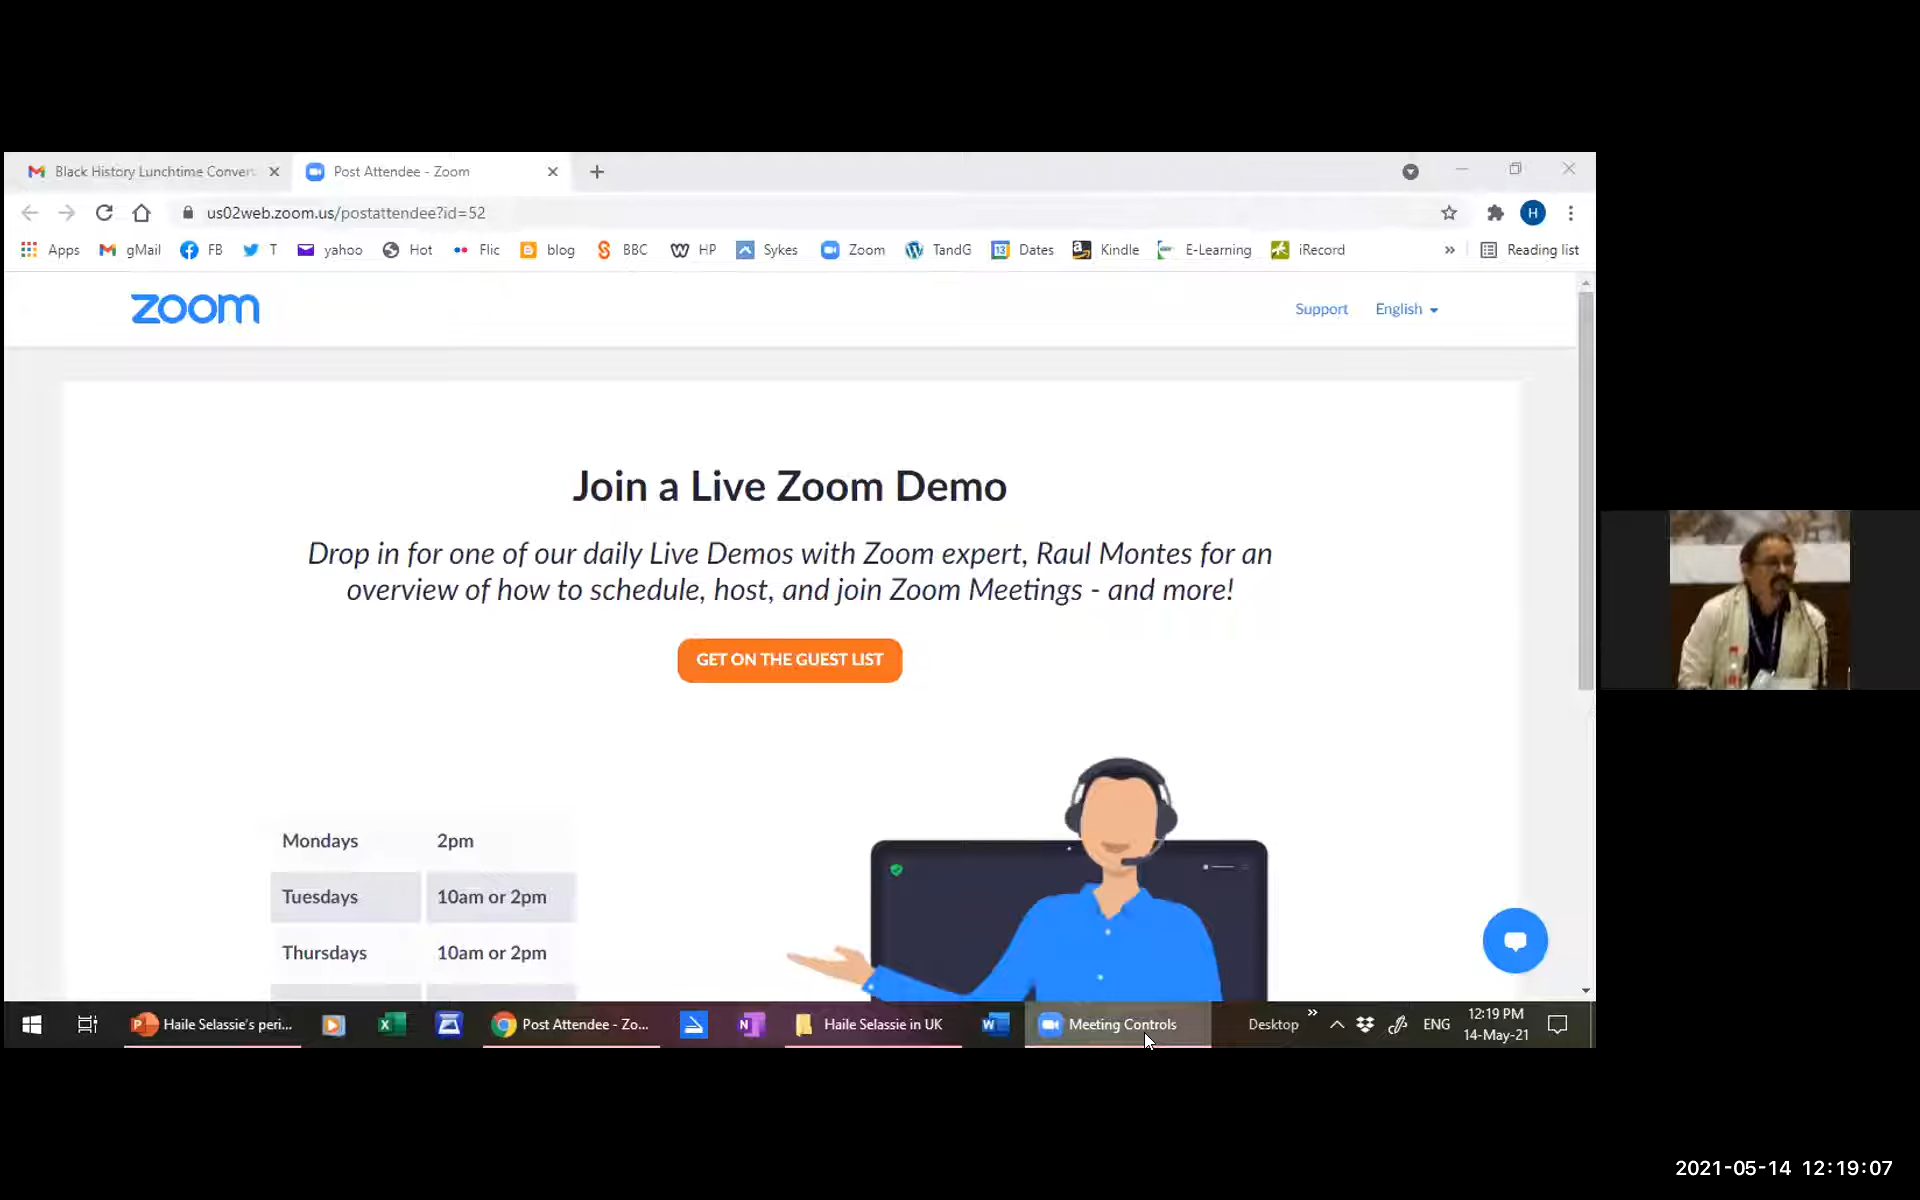 Black History Lunchtime Conver
Post Attendee - Zoom
us02web.zoom.us/postattendee?id=52
H
Apps
gMail
FB
T
yahoo
Hot
Flic
blog
BBC
HP
Sykes
Zoom
TandG
Dates
Kindle
E-Learning
iRecord
»
Reading list
zoom
Support
English
Join a Live Zoom Demo
Drop in for one of our daily Live Demos with Zoom expert, Raul Montes for an
overview of how to schedule, host, and join Zoom Meetings - and more!
GET ON THE GUEST LIST
Mondays 2pm
Tuesdays 10am or 2pm
Thursdays 10am or 2pm
Haile Selassie's peri...
Post Attendee - Zo...
Haile Selassie in UK
Meeting Controls
Desktop
»
ENG
12:19 PM
14-May-21
2021-05-14 12:19:07